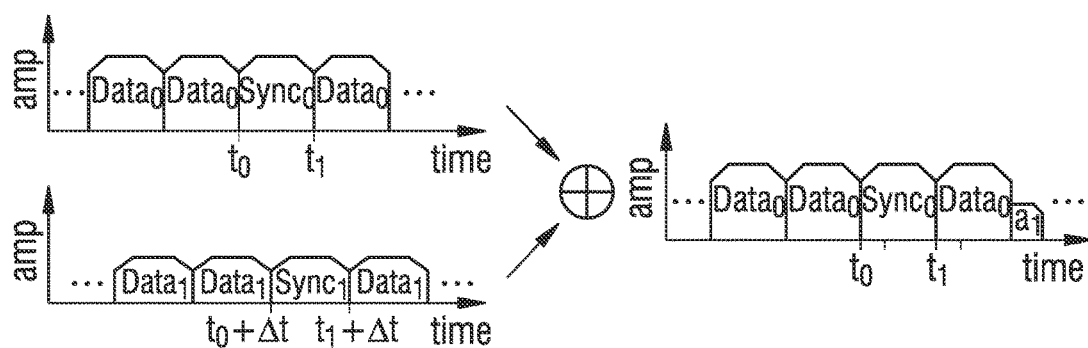 amp
... Data₀ Data₀ Sync₀ Data₀ ...
t₀ t₁ time
amp
... Data₁ Data₁ Sync₁ Data₁ ...
t₀+Δt t₁+Δt time
amp
... Data₀ Data₀ Sync₀ Data₀ a₁ ...
t₀ t₁ time